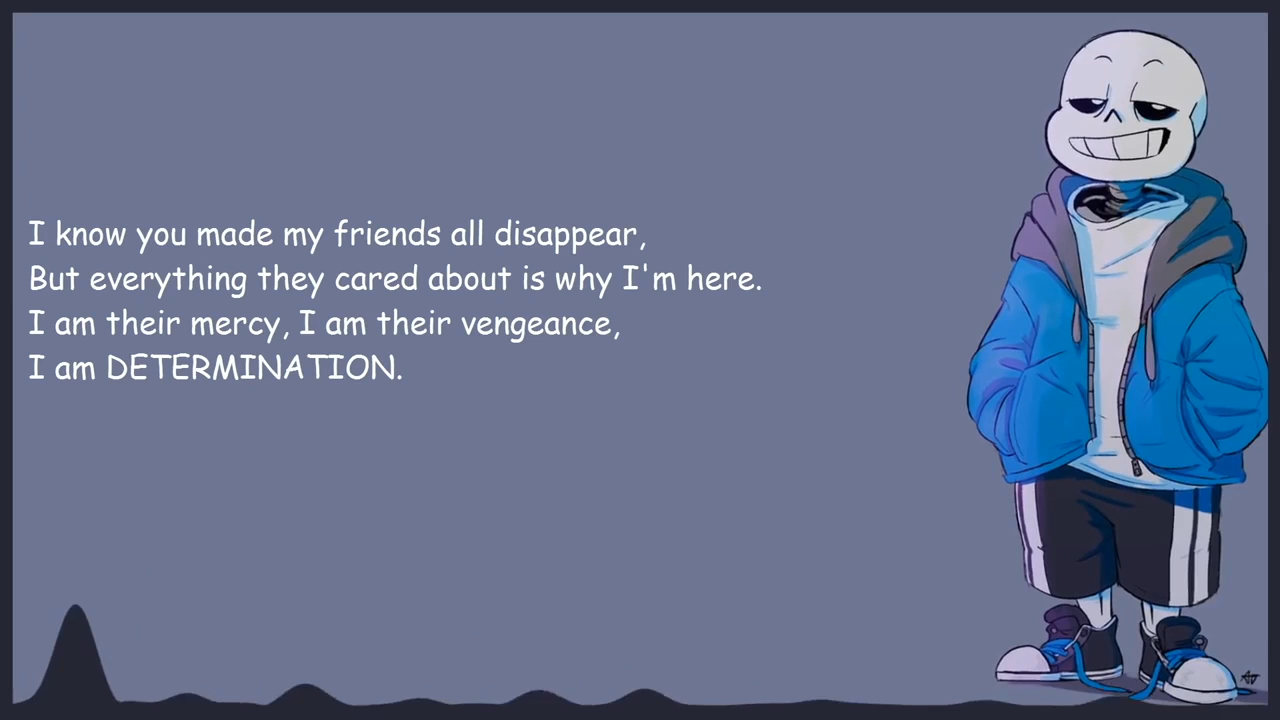 I know you made my friends all disappear,
But everything they cared about is why I'm here.
I am their mercy, I am their vengeance,
I am DETERMINATION.